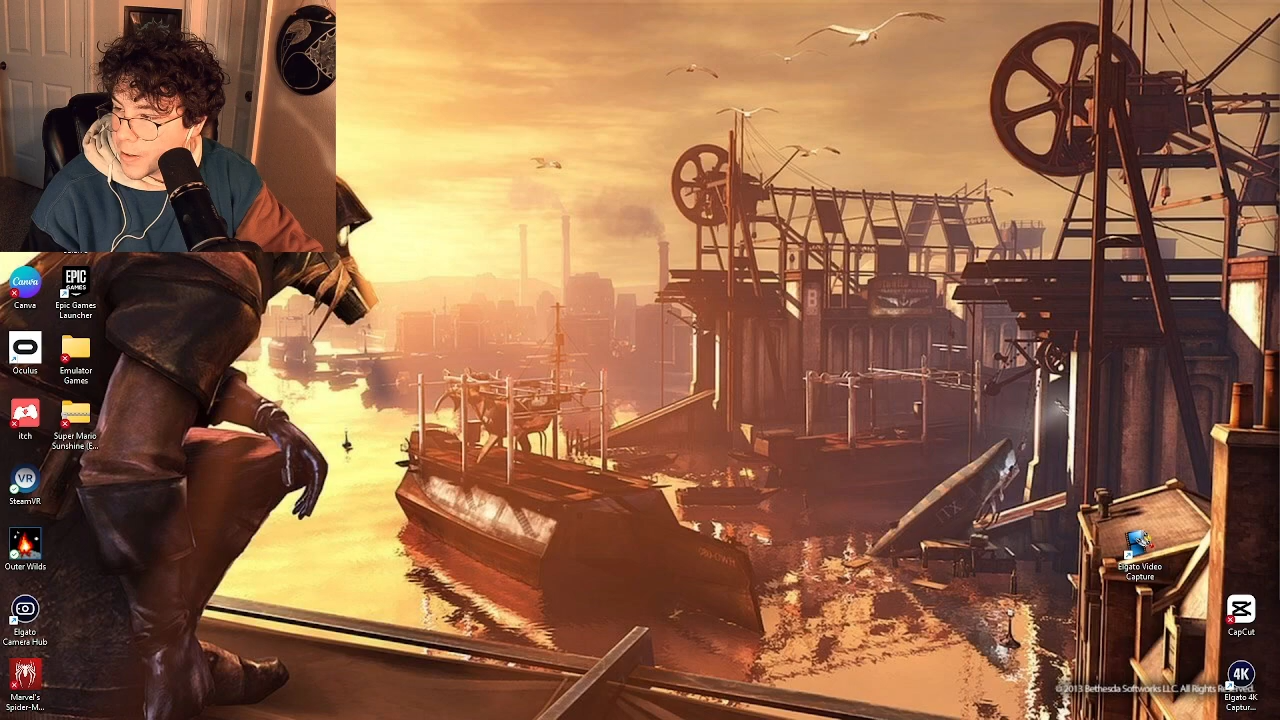 Canva
EPIC
GAMES
Canva
Epic Games
Launcher
Oculus
Emulator
Games
itch
Super Mario
Sunshine (E...
VR
SteamVR
Outer Wilds
Elgato
Camera Hub
Marvel's
Spider-M...
B
Elgato Video
Capture
CapCut
4K
Elgato 4K
Captur...
© 2013 Bethesda Softworks LLC. All Rights Reserved.